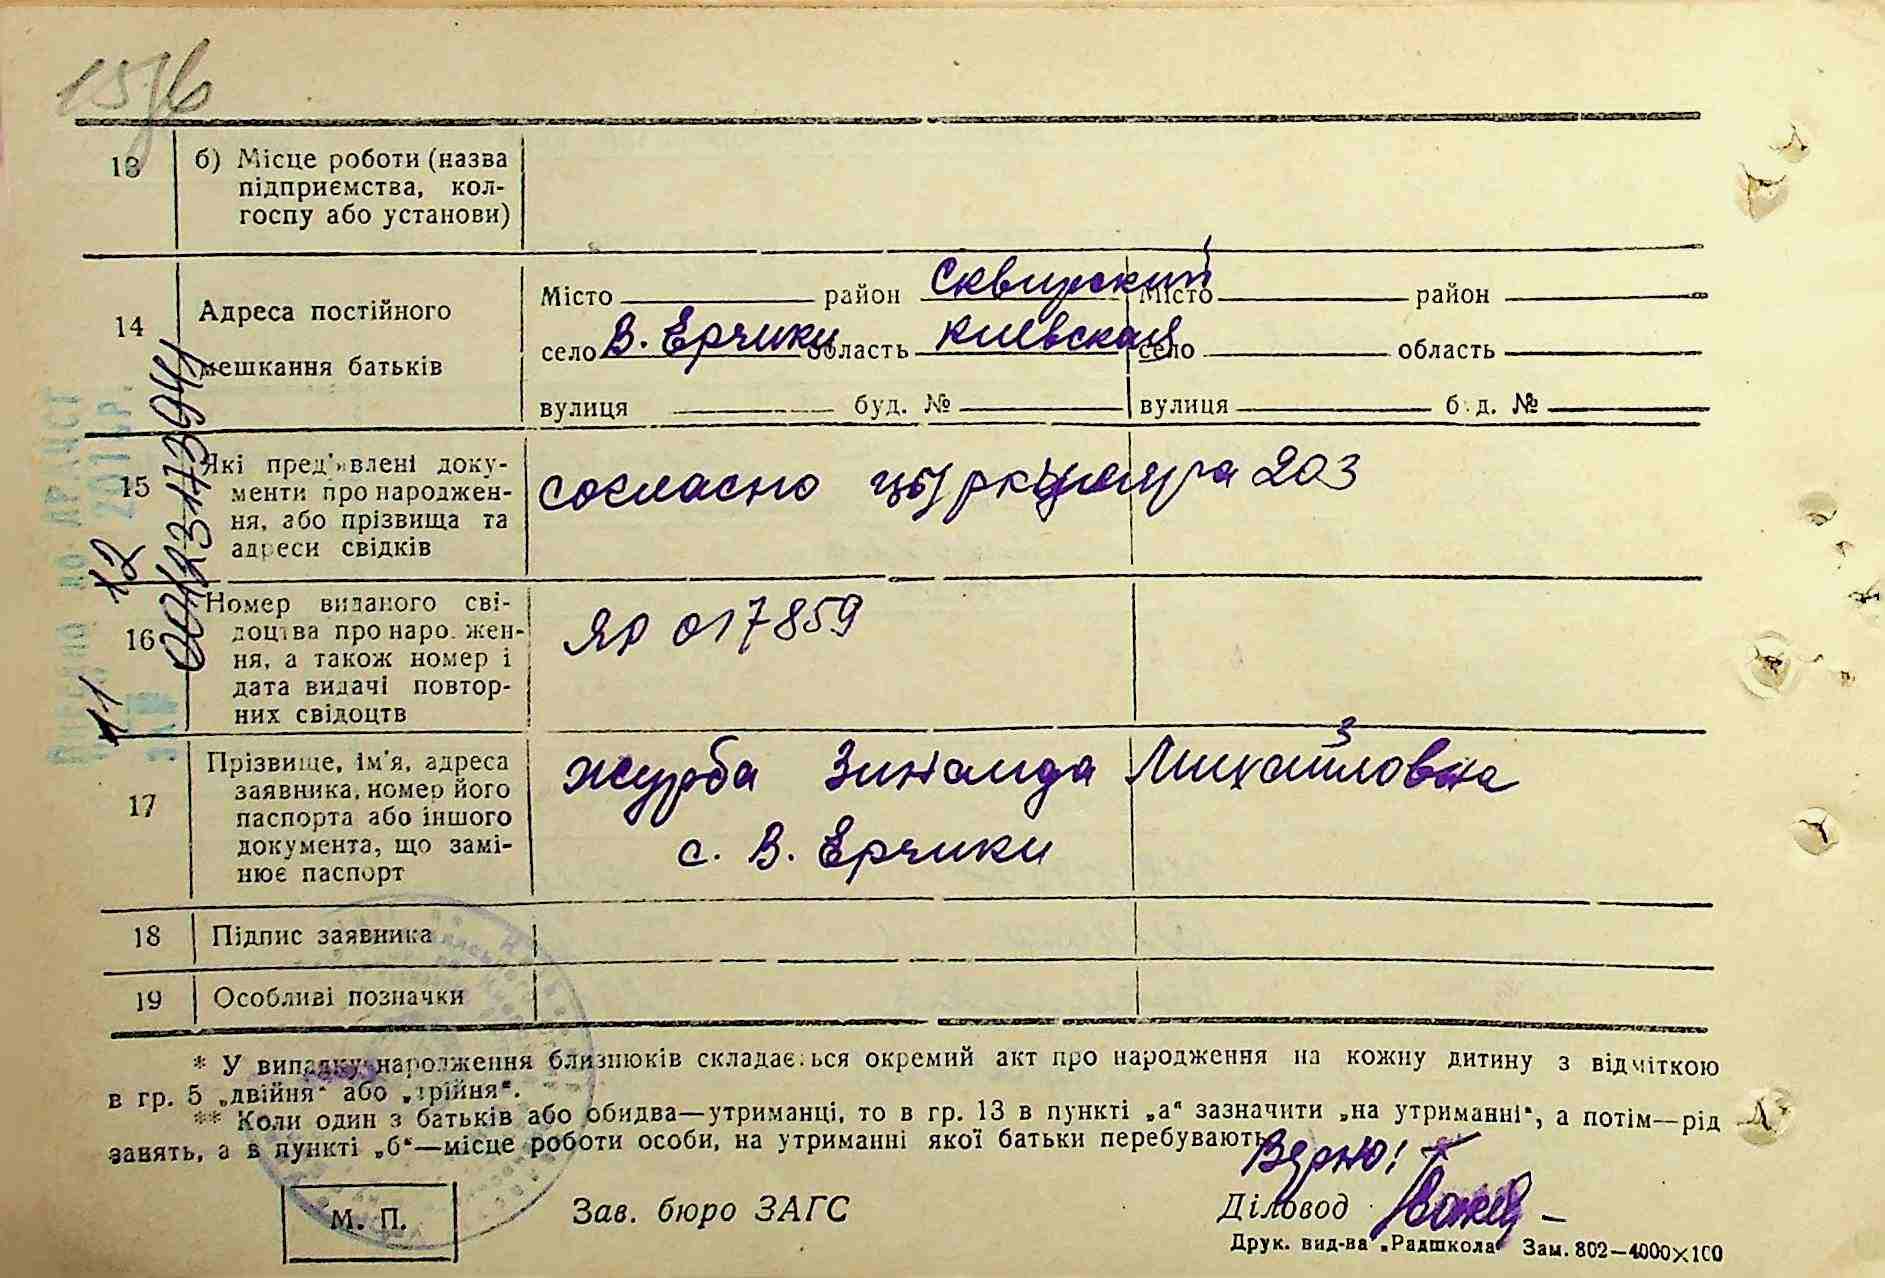 13 б) Місце роботи (назва
підприємства, кол-
госпу або установи)
14 Адреса постійного
мешкання батьків
Місто район Сквирский Місто район
село В. Ерчики область Киевская село область
вулиця буд. № вулиця буд. №
15 Які пред'явлені доку-
менти про народжен-
ня, або прізвища та
адреси свідків
согласно циркуляра 203
16 Номер виданого сві-
доцтва про народжен-
ня, а також номер і
дата видачі повтор-
них свідоцтв
ЯР 017859
17 Прізвище, ім'я, адреса
заявника, номер його
паспорта або іншого
документа, що замі-
нює паспорт
Журба Зинаида Михайловна
с. В. Ерчики
18 Підпис заявника
19 Особливі позначки
11 12
00123117394
* У випадку народження близнюків складається окремий акт про народження на кожну дитину з відміткою
в гр. 5 „двійня“ або „трійня“.
** Коли один з батьків або обидва—утриманці, то в гр. 13 в пункті „а“ зазначити „на утриманні“, а потім—рід
занять, а в пункті „б“—місце роботи особи, на утриманні якої батьки перебувають.
Верно!
М. П. Зав. бюро ЗАГС Діловод
Друк. вид-ва „Радшкола“ Зам. 802—4000×100